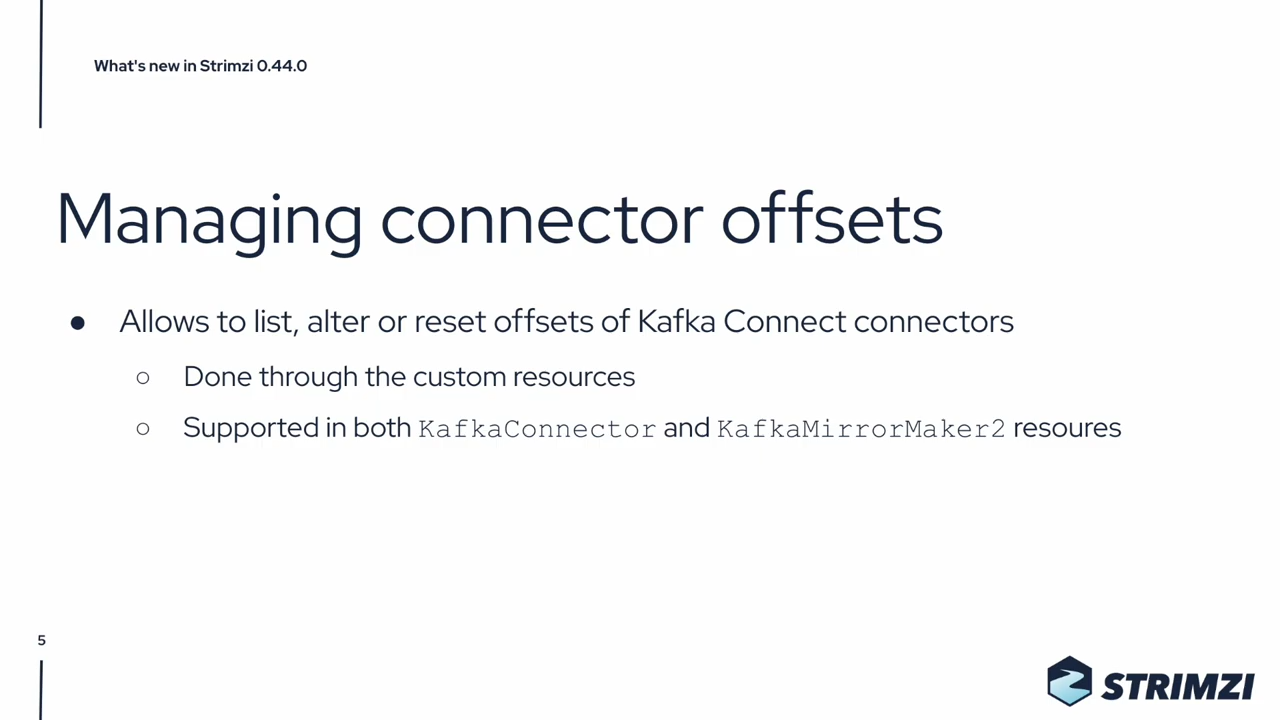 What's new in Strimzi 0.44.0
Managing connector offsets
● Allows to list, alter or reset offsets of Kafka Connect connectors
○ Done through the custom resources
○ Supported in both KafkaConnector and KafkaMirrorMaker2 resoures
5
STRIMZI